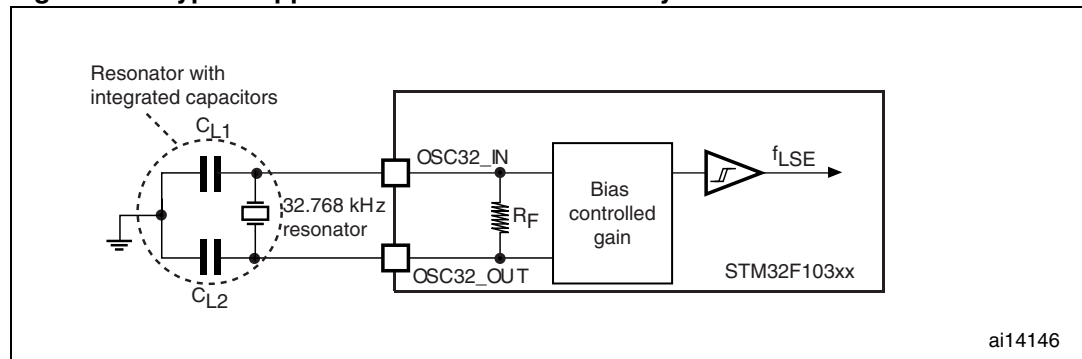 Resonator with
integrated capacitors
CL1
OSC32_IN
fLSE
32.768 kHz
resonator
RF
Bias
controlled
gain
OSC32_OUT
STM32F103xx
CL2
ai14146